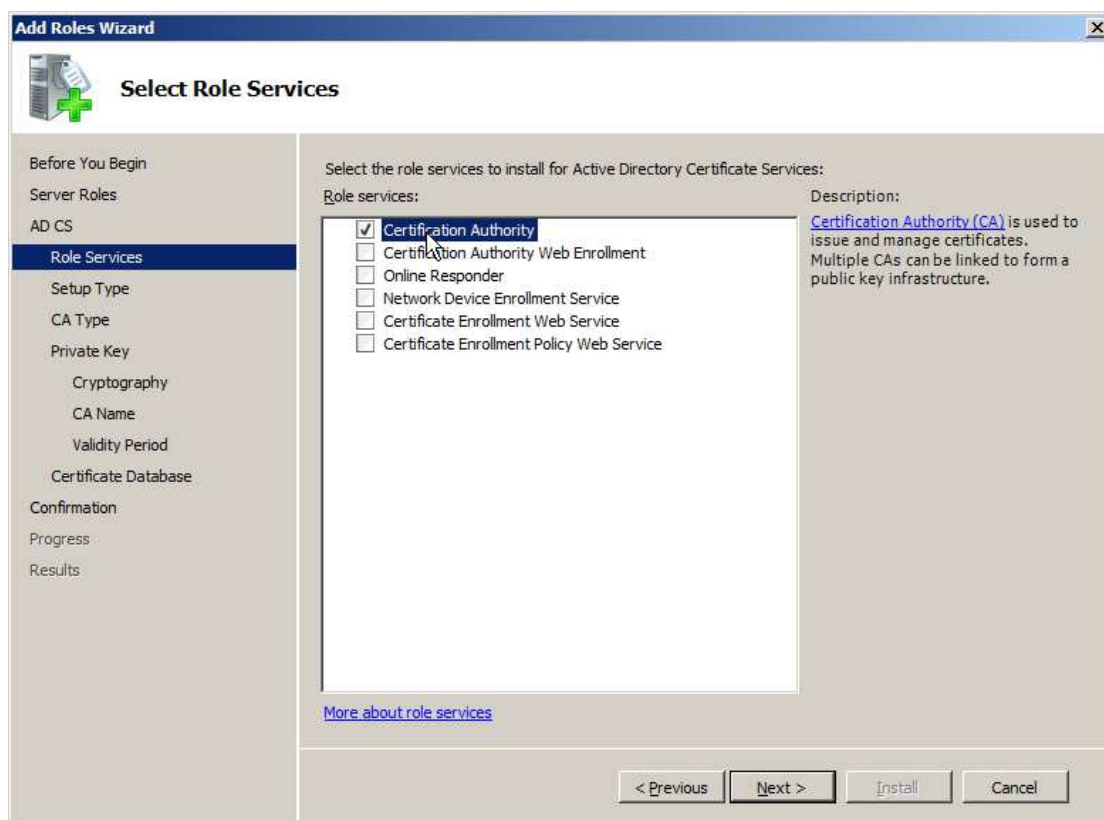 Add Roles Wizard
Select Role Services
Before You Begin
Server Roles
AD CS
Role Services
Setup Type
CA Type
Private Key
Cryptography
CA Name
Validity Period
Certificate Database
Confirmation
Progress
Results
Select the role services to install for Active Directory Certificate Services:
Role services:
Certification Authority
Certification Authority Web Enrollment
Online Responder
Network Device Enrollment Service
Certificate Enrollment Web Service
Certificate Enrollment Policy Web Service
More about role services
Description:
Certification Authority (CA) is used to
issue and manage certificates.
Multiple CAs can be linked to form a
public key infrastructure.
< Previous
Next >
Install
Cancel